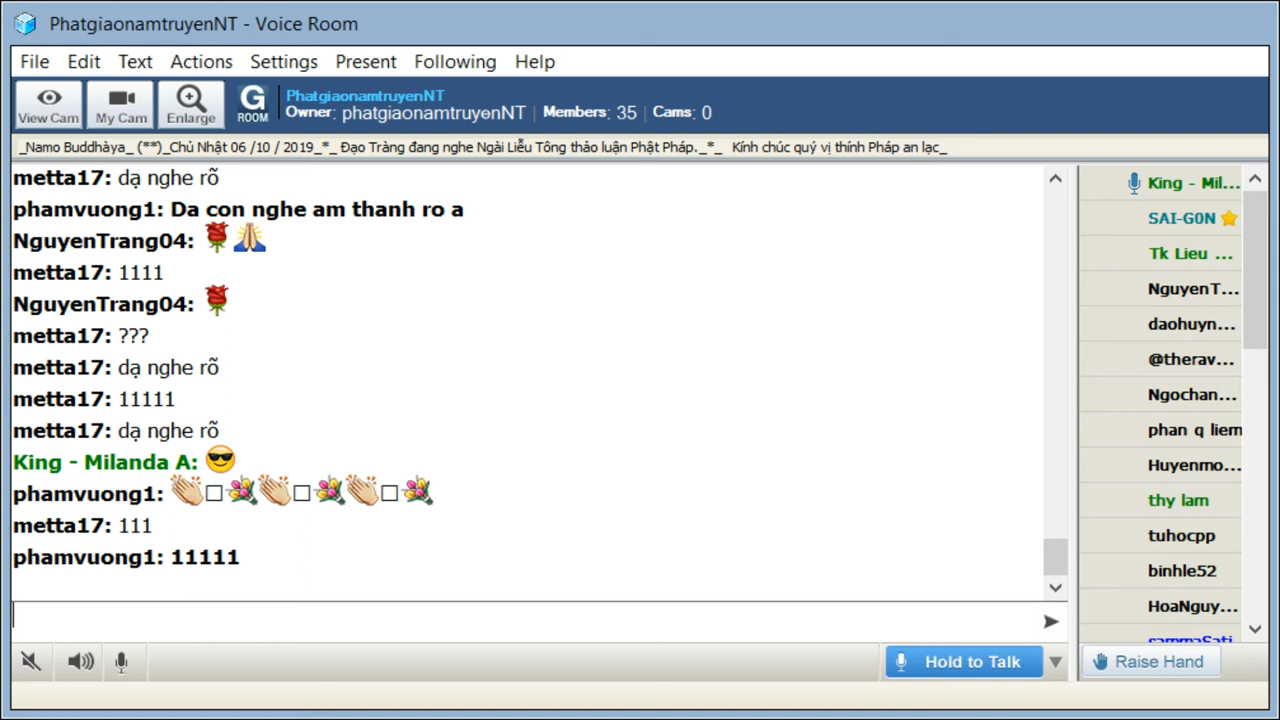 PhatgiaonamtruyenNT - Voice Room
File Edit Text Actions Settings Present Following Help
View Cam My Cam Enlarge G ROOM
PhatgiaonamtruyenNT
Owner: phatgiaonamtruyenNT | Members: 35 | Cams: 0
_Namo Buddhàya_ (**)_Chủ Nhật 06 /10 / 2019_*_ Đạo Tràng đang nghe Ngài Liễu Tông thảo luận Phật Pháp._*_ Kính chúc quý vị thính Pháp an lạc_
metta17: dạ nghe rõ
phamvuong1: Da con nghe am thanh ro a
NguyenTrang04: 🌹🙏
metta17: 1111
NguyenTrang04: 🌹
metta17: ???
metta17: dạ nghe rõ
metta17: 11111
metta17: dạ nghe rõ
King - Milanda A: 😎
phamvuong1: 👏□💐👏□💐👏□💐
metta17: 111
phamvuong1: 11111
King - Mil...
SAI-G0N
Tk Lieu ...
NguyenT...
daohuyn...
@therav...
Ngochan...
phan q liem
Huyenmo...
thy lam
tuhocpp
binhle52
HoaNguy...
sammaSati
Hold to Talk
Raise Hand